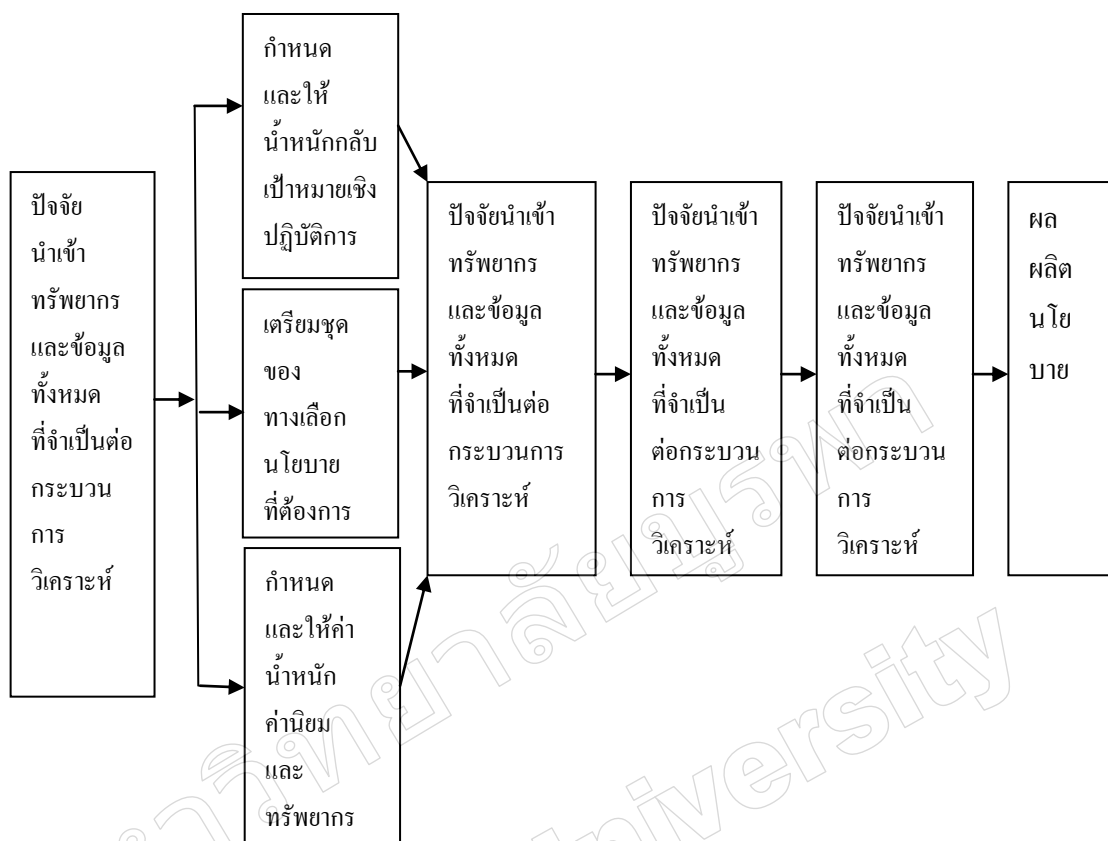 ปัจจัย
นำเข้า
ทรัพยากร
และข้อมูล
ทั้งหมด
ที่จำเป็นต่อ
กระบวน
การ
วิเคราะห์
กำหนด
และให้
น้ำหนักกลับ
เป้าหมายเชิง
ปฏิบัติการ
เตรียมชุด
ของ
ทางเลือก
นโยบาย
ที่ต้องการ
กำหนด
และให้ค่า
น้ำหนัก
ค่านิยม
และ
ทรัพยากร
ปัจจัยนำเข้า
ทรัพยากร
และข้อมูล
ทั้งหมด
ที่จำเป็นต่อ
กระบวนการ
วิเคราะห์
ปัจจัยนำเข้า
ทรัพยากร
และข้อมูล
ทั้งหมด
ที่จำเป็น
ต่อกระบวน
การ
วิเคราะห์
ปัจจัยนำเข้า
ทรัพยากร
และข้อมูล
ทั้งหมด
ที่จำเป็น
ต่อกระบวน
การ
วิเคราะห์
ผล
ผลิต
นโย
บาย
วิทยาลัยบูรพา
University